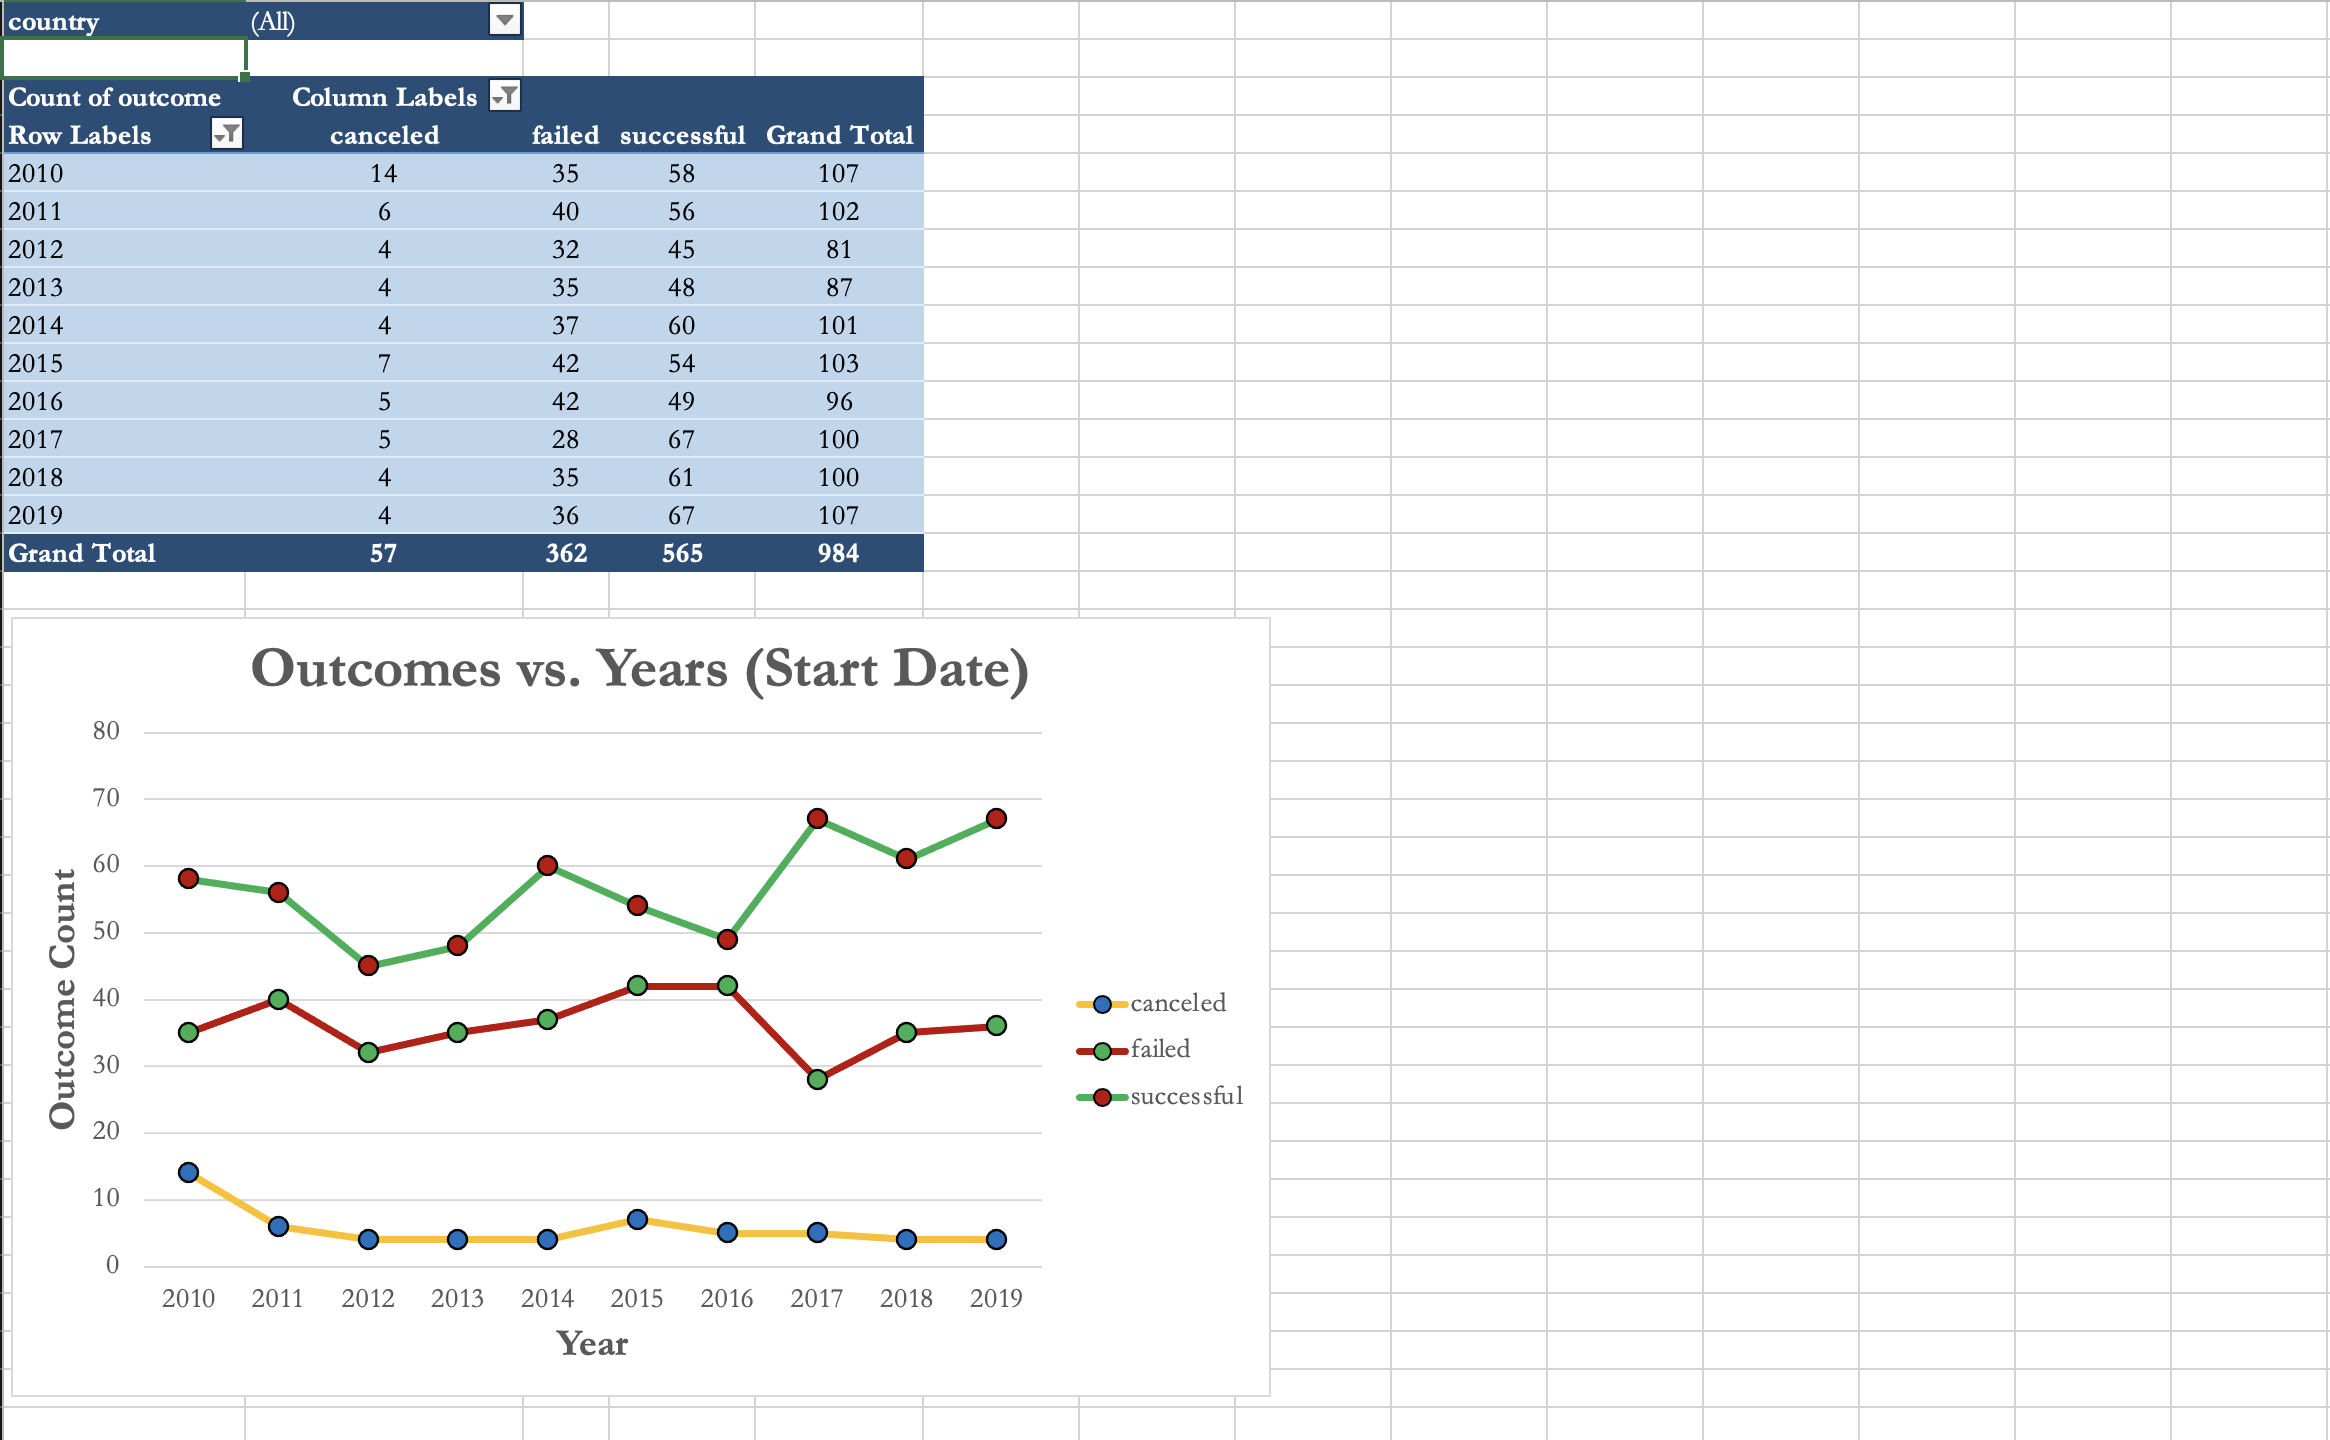 country (All)
Count of outcome Column Labels
Row Labels canceled failed successful Grand Total
2010 14 35 58 107
2011 6 40 56 102
2012 4 32 45 81
2013 4 35 48 87
2014 4 37 60 101
2015 7 42 54 103
2016 5 42 49 96
2017 5 28 67 100
2018 4 35 61 100
2019 4 36 67 107
Grand Total 57 362 565 984
Outcomes vs. Years (Start Date)
80
70
60
50
40
30
20
10
0
Outcome Count
2010 2011 2012 2013 2014 2015 2016 2017 2018 2019
Year
canceled
failed
successful